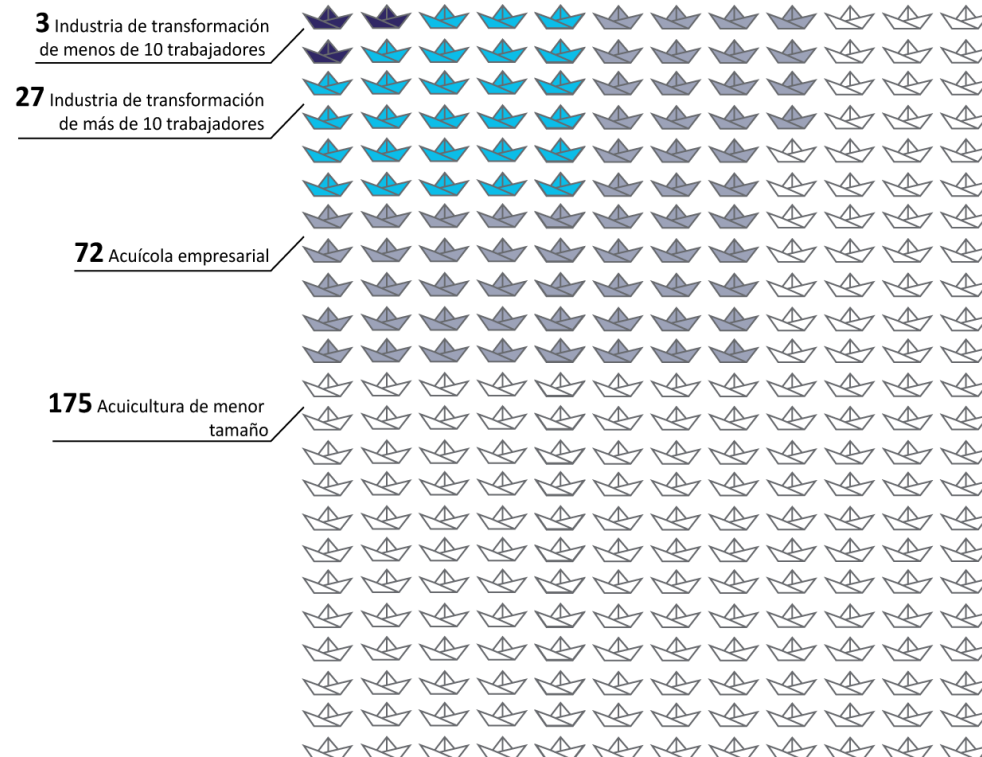 3 Industria de transformación
de menos de 10 trabajadores
27 Industria de transformación
de más de 10 trabajadores
72 Acuícola empresarial
175 Acuicultura de menor
tamaño